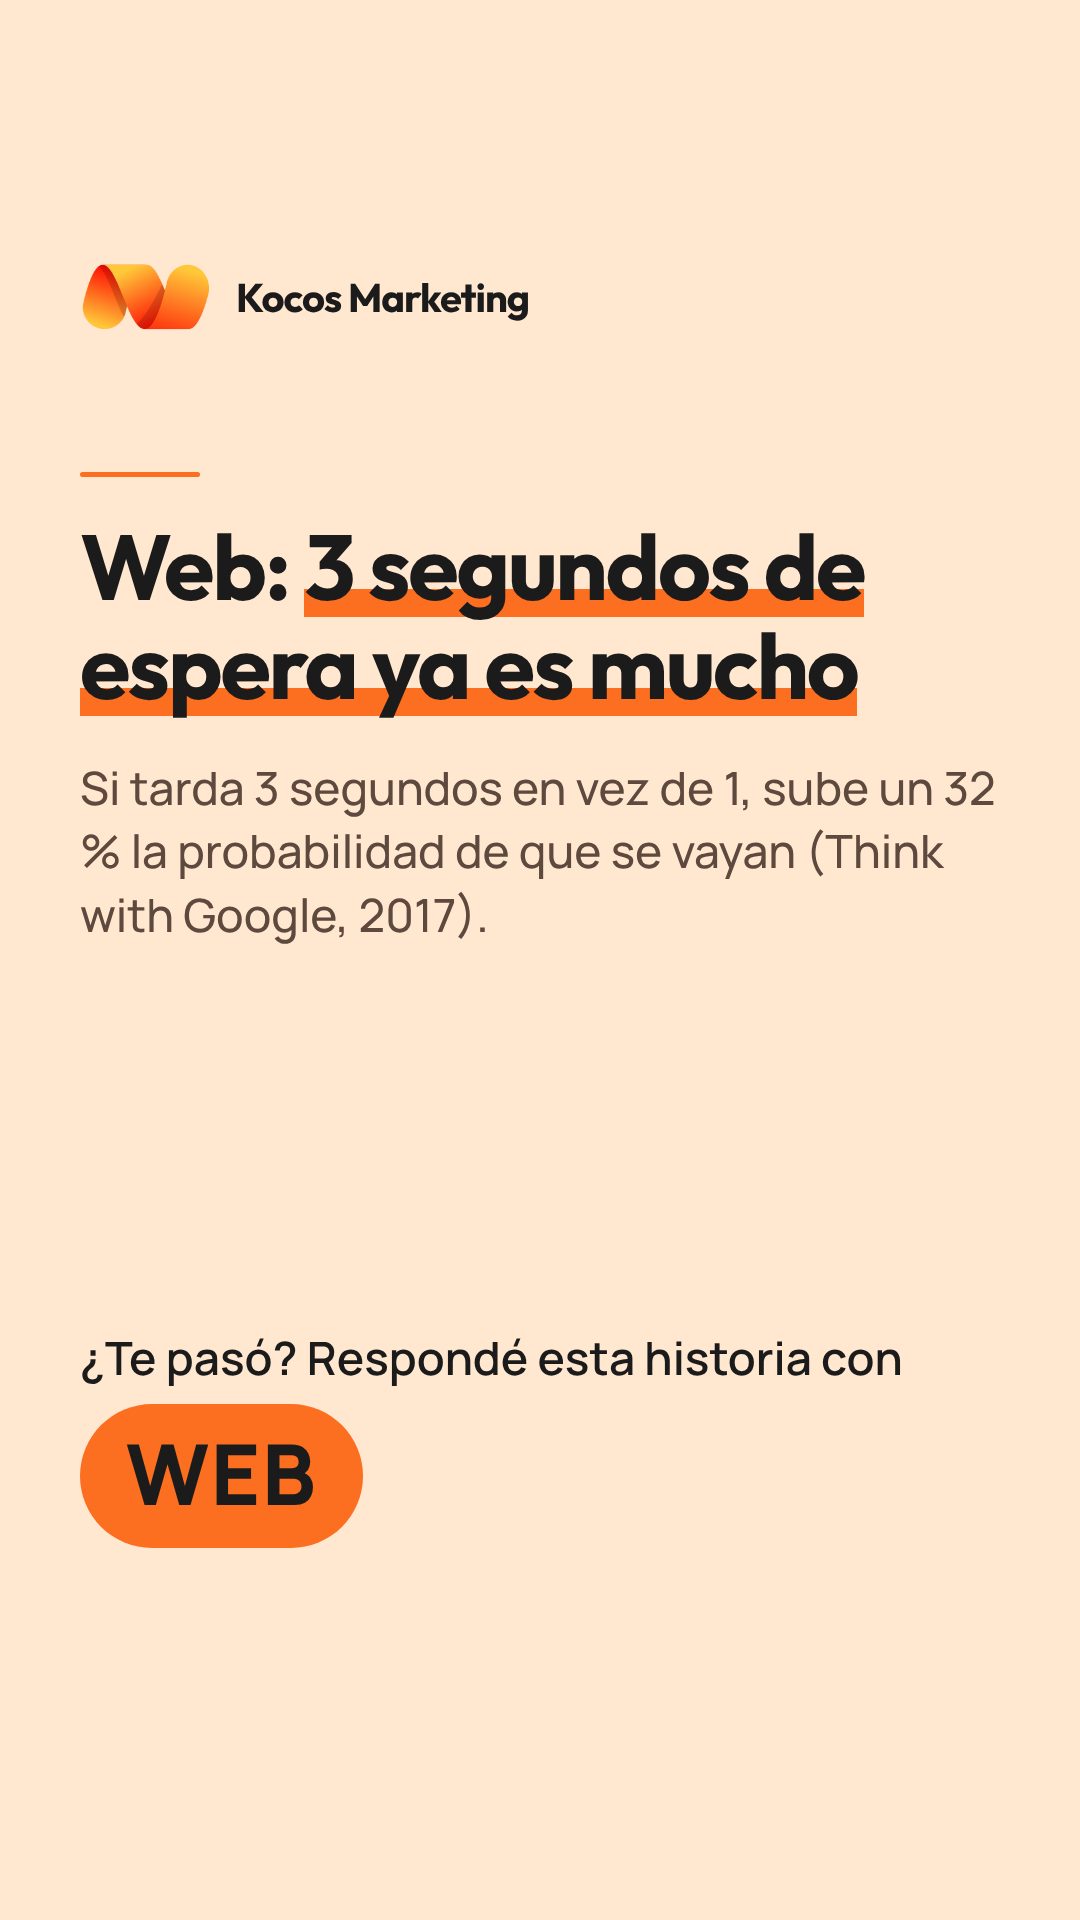 Kocos Marketing
Web: 3 segundos de
espera ya es mucho
Si tarda 3 segundos en vez de 1, sube un 32
% la probabilidad de que se vayan (Think
with Google, 2017).
¿Te pasó? Respondé esta historia con
WEB